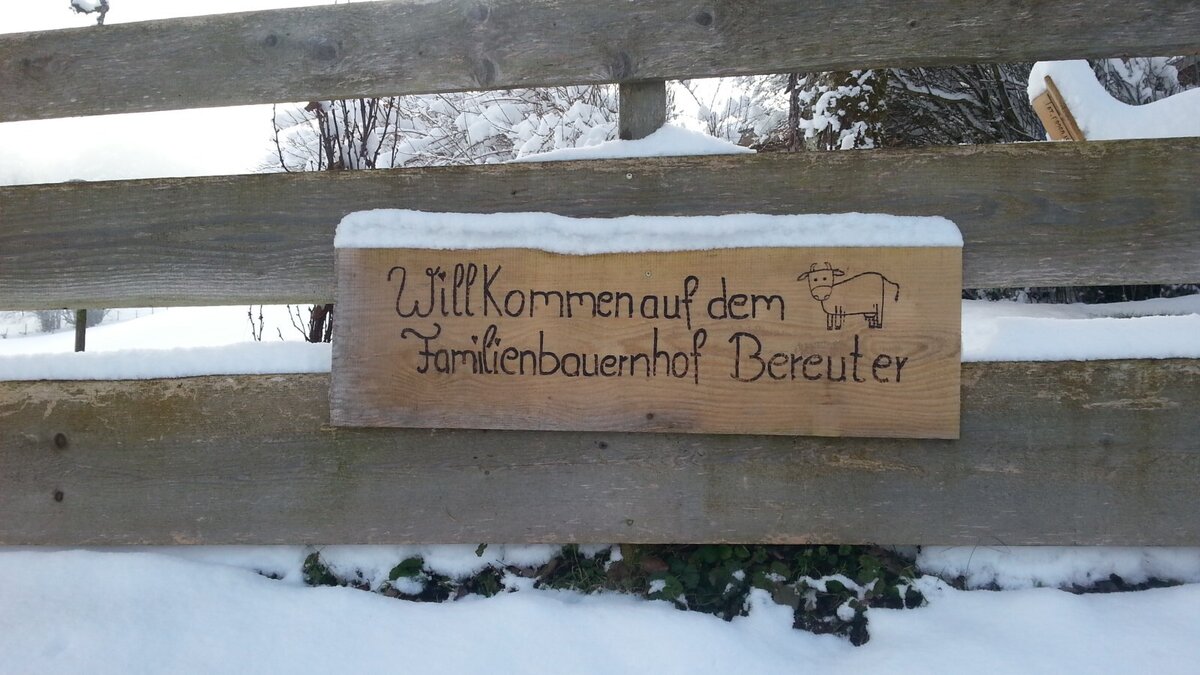 Willkommen auf dem
Familienbauernhof Bereuter